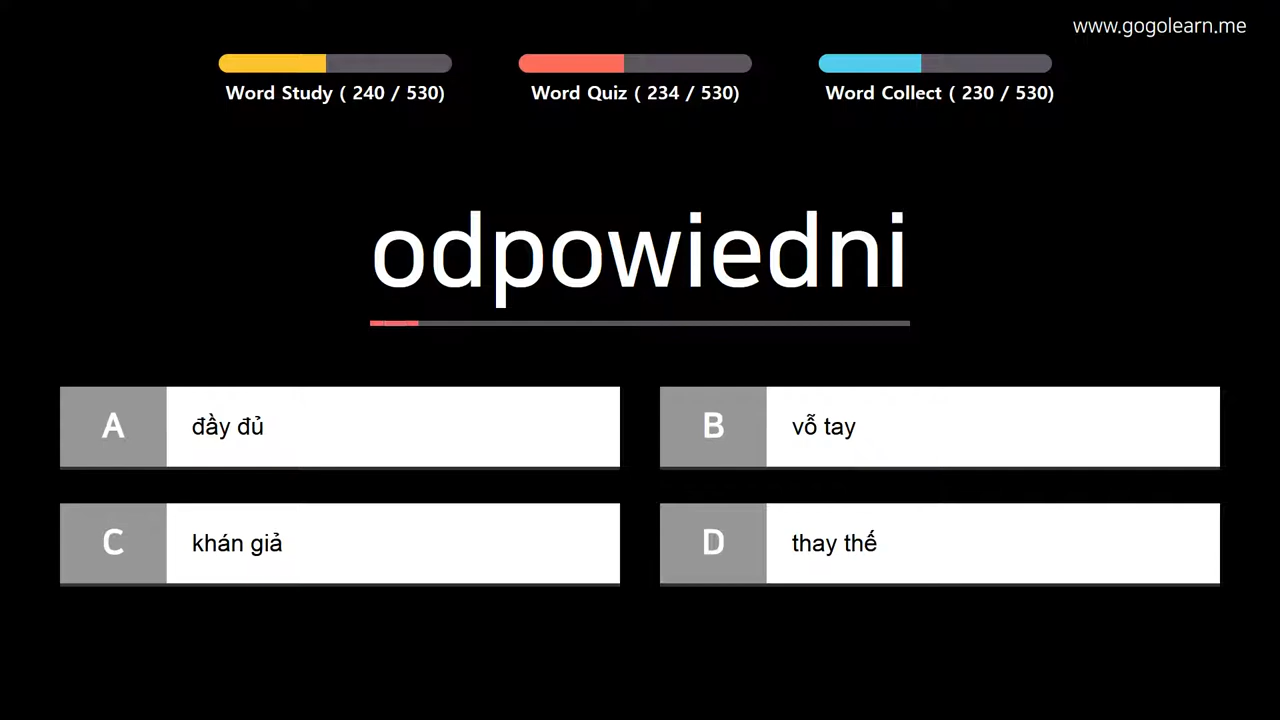 www.gogolearn.me
Word Study ( 240 / 530)
Word Quiz ( 234 / 530)
Word Collect ( 230 / 530)
odpowiedni
A đầy đủ
B vỗ tay
C khán giả
D thay thế